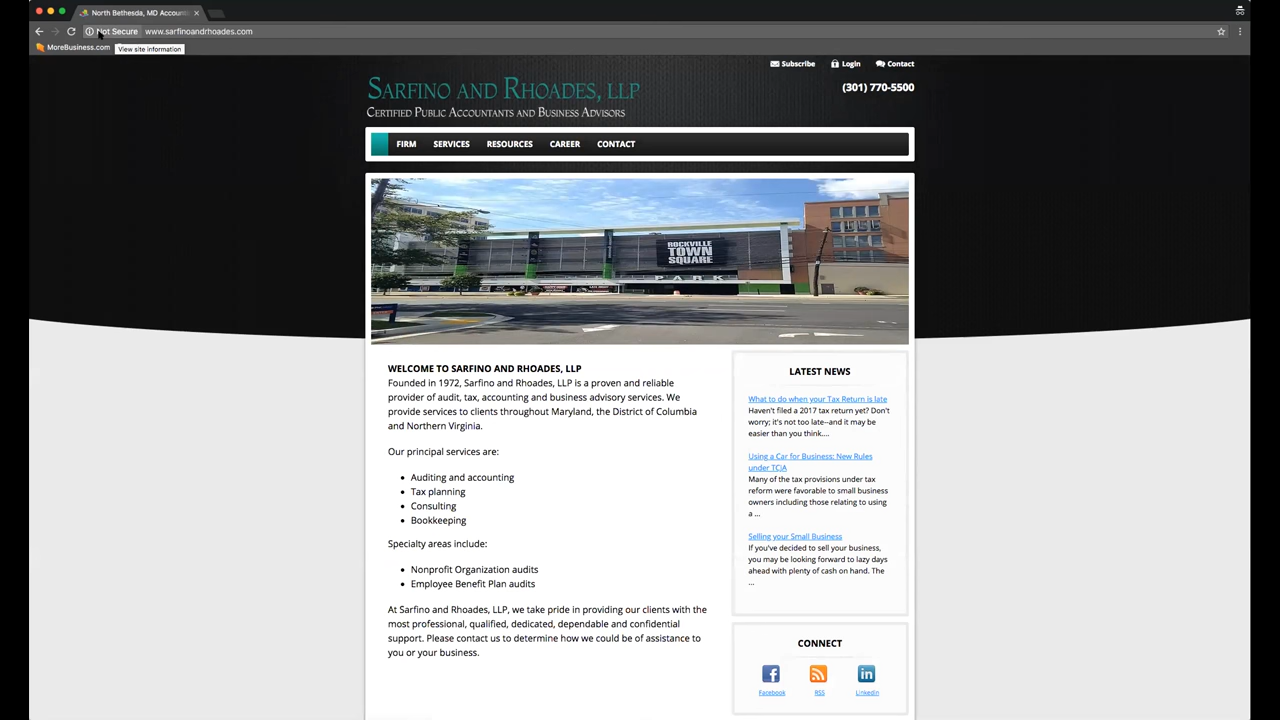 North Bethesda, MD Accountan
Not Secure www.sarfinoandrhoades.com
MoreBusiness.com
View site information
Subscribe Login Contact
SARFINO AND RHOADES, LLP
(301) 770-5500
CERTIFIED PUBLIC ACCOUNTANTS AND BUSINESS ADVISORS
FIRM SERVICES RESOURCES CAREER CONTACT
ROCKVILLE
TOWN
SQUARE
PARK
WELCOME TO SARFINO AND RHOADES, LLP
Founded in 1972, Sarfino and Rhoades, LLP is a proven and reliable
provider of audit, tax, accounting and business advisory services. We
provide services to clients throughout Maryland, the District of Columbia
and Northern Virginia.
Our principal services are:
• Auditing and accounting
• Tax planning
• Consulting
• Bookkeeping
Specialty areas include:
• Nonprofit Organization audits
• Employee Benefit Plan audits
At Sarfino and Rhoades, LLP, we take pride in providing our clients with the
most professional, qualified, dedicated, dependable and confidential
support. Please contact us to determine how we could be of assistance to
you or your business.
LATEST NEWS
What to do when your Tax Return is late
Haven't filed a 2017 tax return yet? Don't
worry; it's not too late--and it may be
easier than you think....
Using a Car for Business: New Rules
under TCJA
Many of the tax provisions under tax
reform were favorable to small business
owners including those relating to using
a ...
Selling your Small Business
If you've decided to sell your business,
you may be looking forward to lazy days
ahead with plenty of cash on hand. The
...
CONNECT
Facebook RSS Linkedin